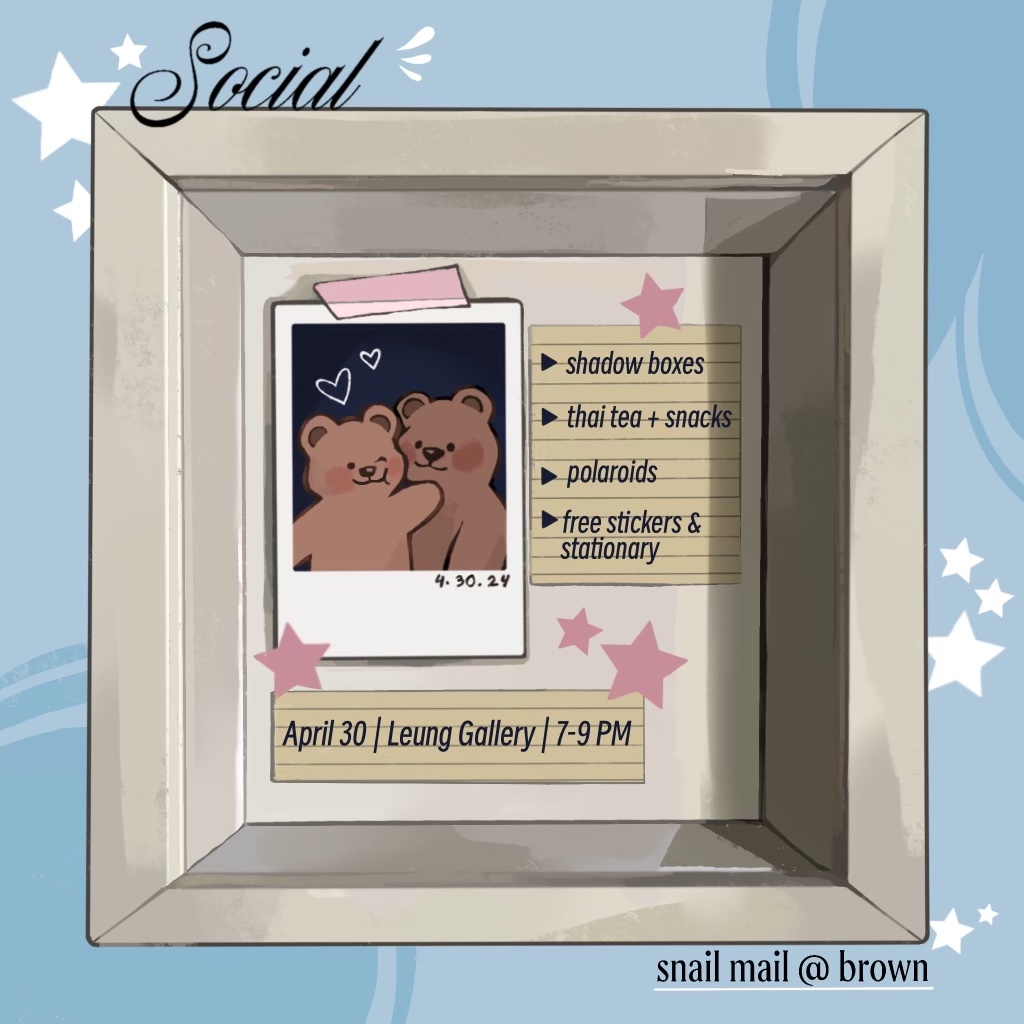 Social
▶ shadow boxes
▶ thai tea + snacks
▶ polaroids
▶ free stickers &
stationary
4.30.24
April 30 | Leung Gallery | 7-9 PM
snail mail @ brown